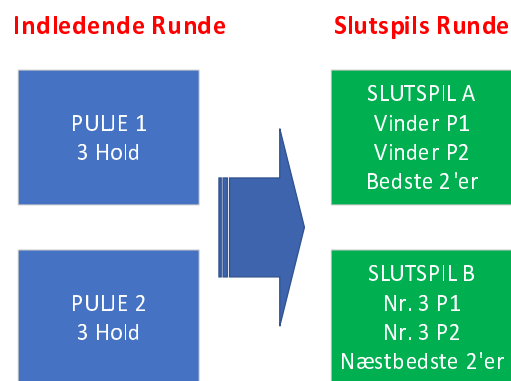 Indledende Runde
PULJE 1
3 Hold
PULJE 2
3 Hold
Slutspils Runde
SLUTSPIL A
Vinder P1
Vinder P2
Bedste 2'er
SLUTSPIL B
Nr. 3 P1
Nr. 3 P2
Næstbedste 2'er